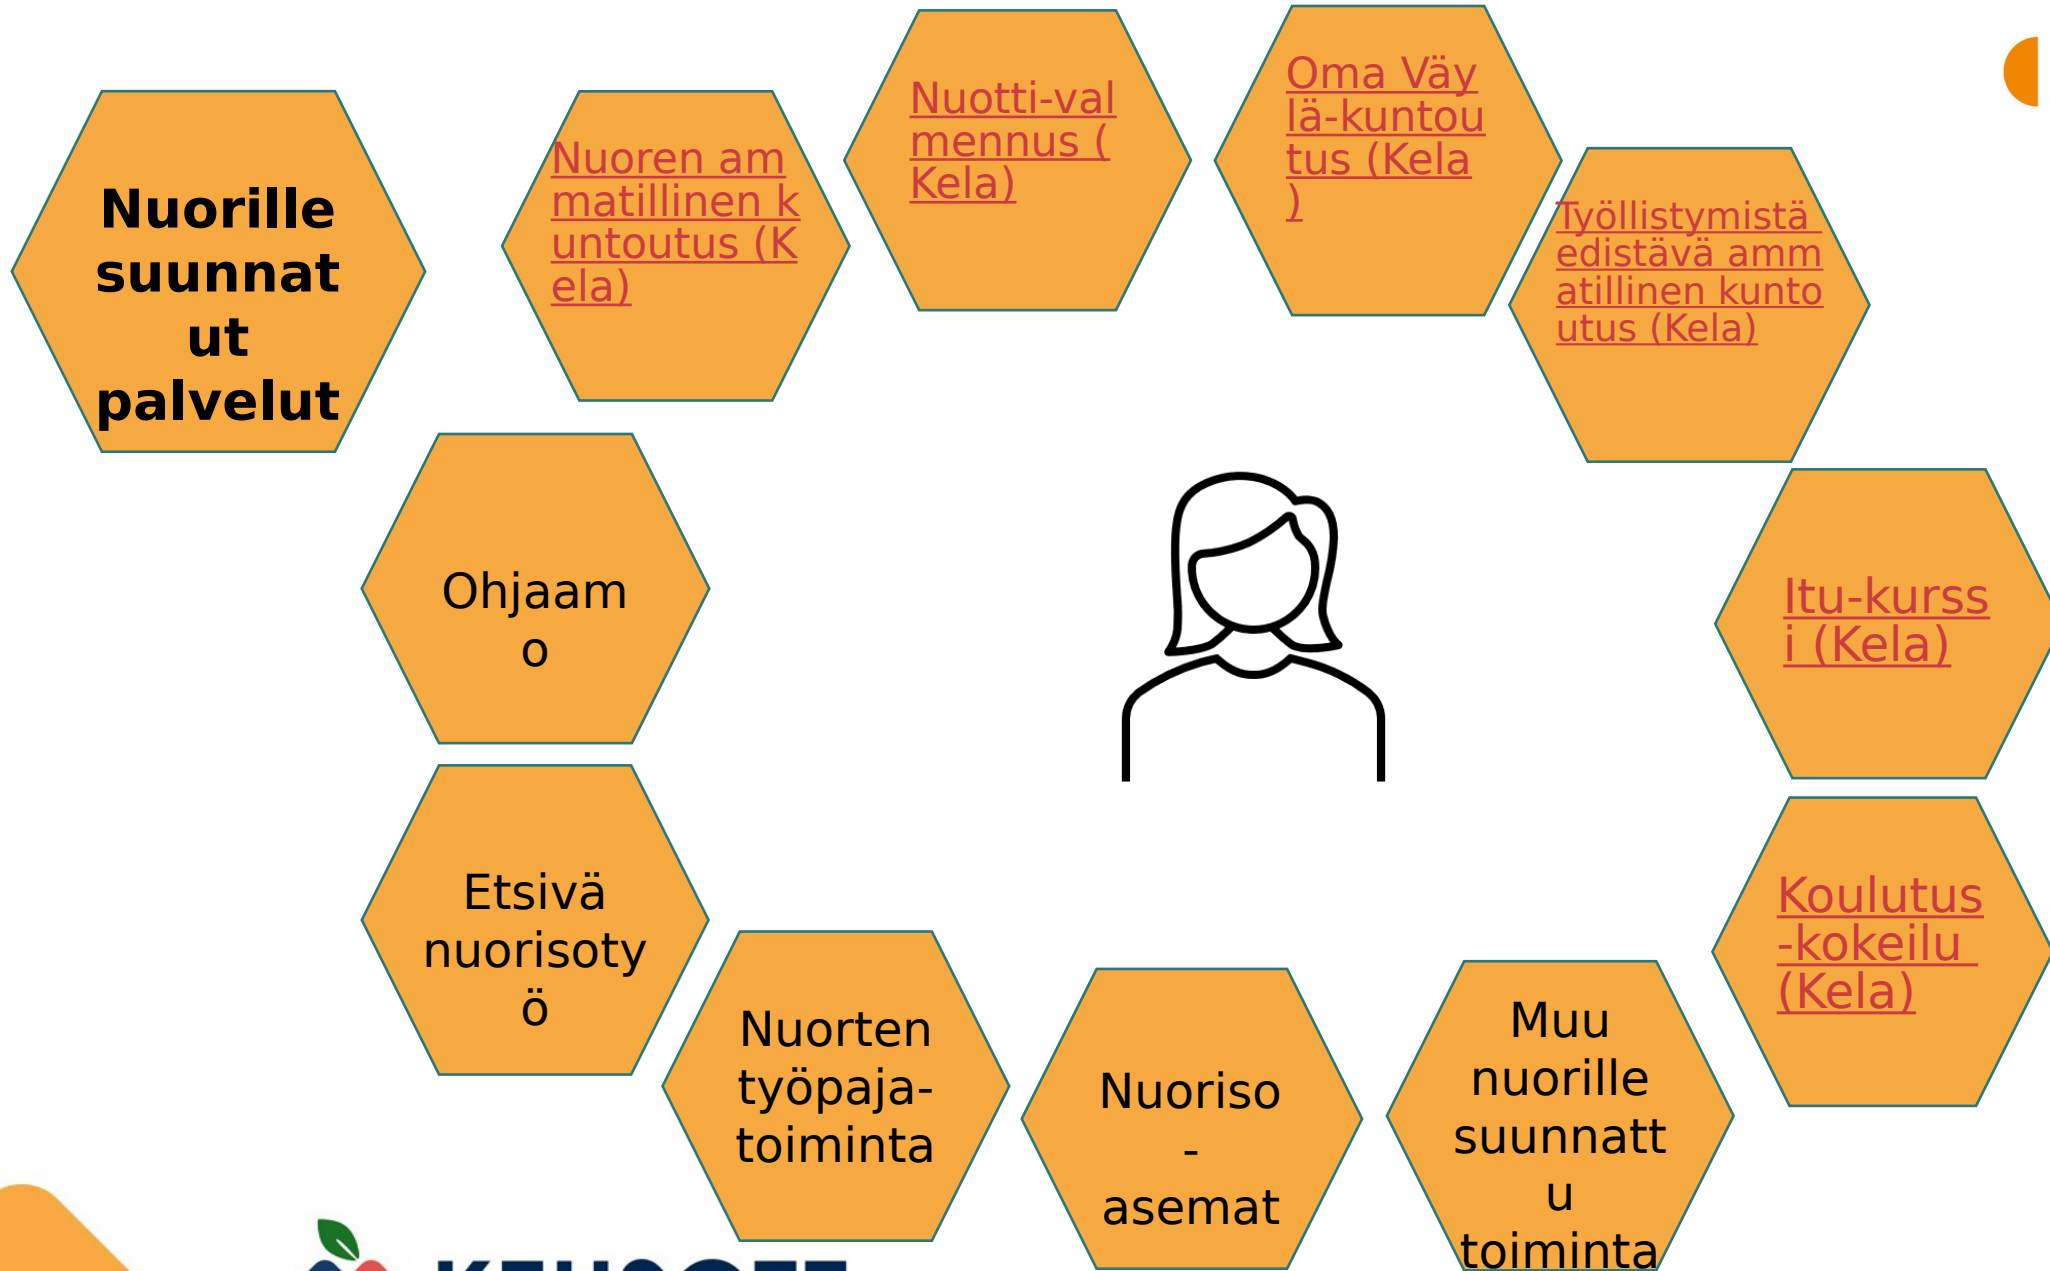 Nuorille
suunnat
ut
palvelut
Nuoren am
matillinen k
untoutus (K
ela)
Nuotti-val
mennus (
Kela)
Oma Väy
lä-kuntou
tus (Kela
)
Työllistymistä
edistävä amm
atillinen kunto
utus (Kela)
Itu-kurss
i (Kela)
Koulutus
-kokeilu
(Kela)
Muu
nuorille
suunnatt
u
toiminta
Nuoriso
-
asemat
Nuorten
työpaja-
toiminta
Etsivä
nuorisoty
ö
Ohjaam
o